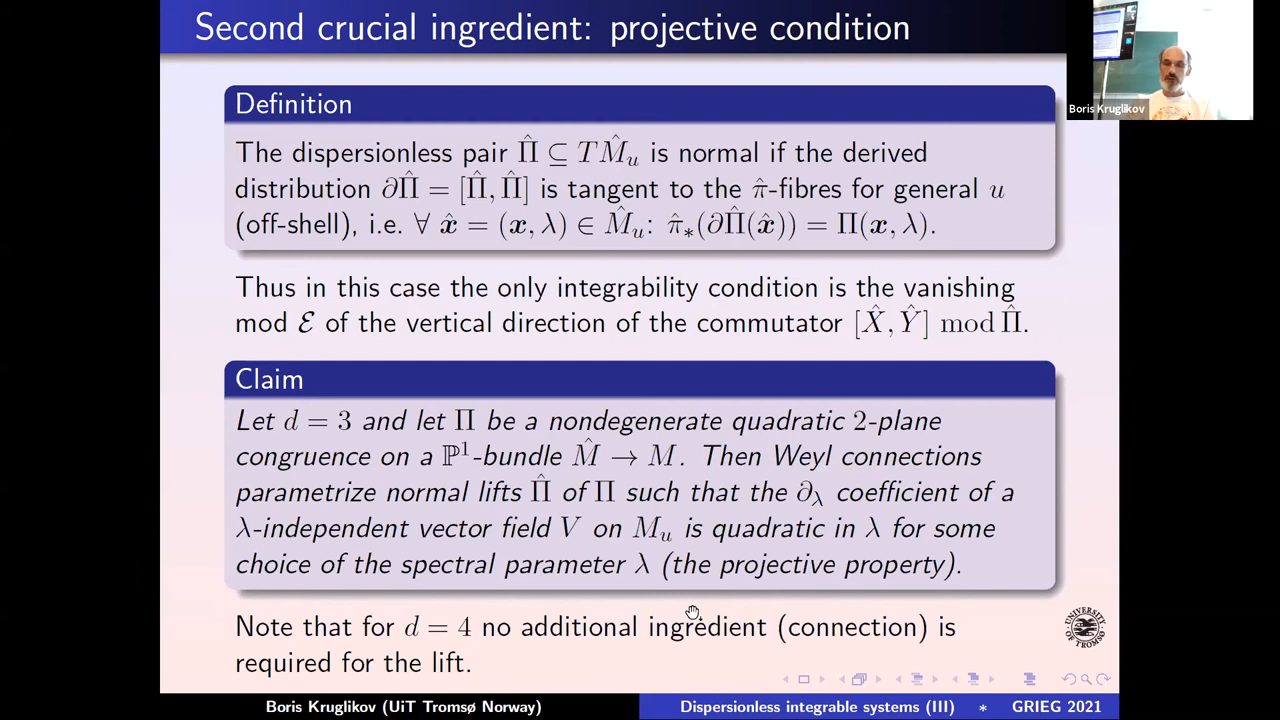 Second crucial ingredient: projective condition
Boris Kruglikov
Definition
The dispersionless pair Π̂ ⊆ TM̂ᵤ is normal if the derived
distribution ∂Π̂ = [Π̂, Π̂] is tangent to the π̂-fibres for general u
(off-shell), i.e. ∀ x̂ = (x, λ) ∈ M̂ᵤ: π̂∗(∂Π̂(x̂)) = Π(x, λ).
Thus in this case the only integrability condition is the vanishing
mod ℰ of the vertical direction of the commutator [X̂, Ŷ] mod Π̂.
Claim
Let d = 3 and let Π be a nondegenerate quadratic 2-plane
congruence on a ℙ¹-bundle M̂ → M. Then Weyl connections
parametrize normal lifts Π̂ of Π such that the ∂_λ coefficient of a
λ-independent vector field V on Mᵤ is quadratic in λ for some
choice of the spectral parameter λ (the projective property).
Note that for d = 4 no additional ingredient (connection) is
required for the lift.
UNIVERSITY OF TROMSØ
Boris Kruglikov (UiT Tromsø Norway)
Dispersionless integrable systems (III) ∗ GRIEG 2021